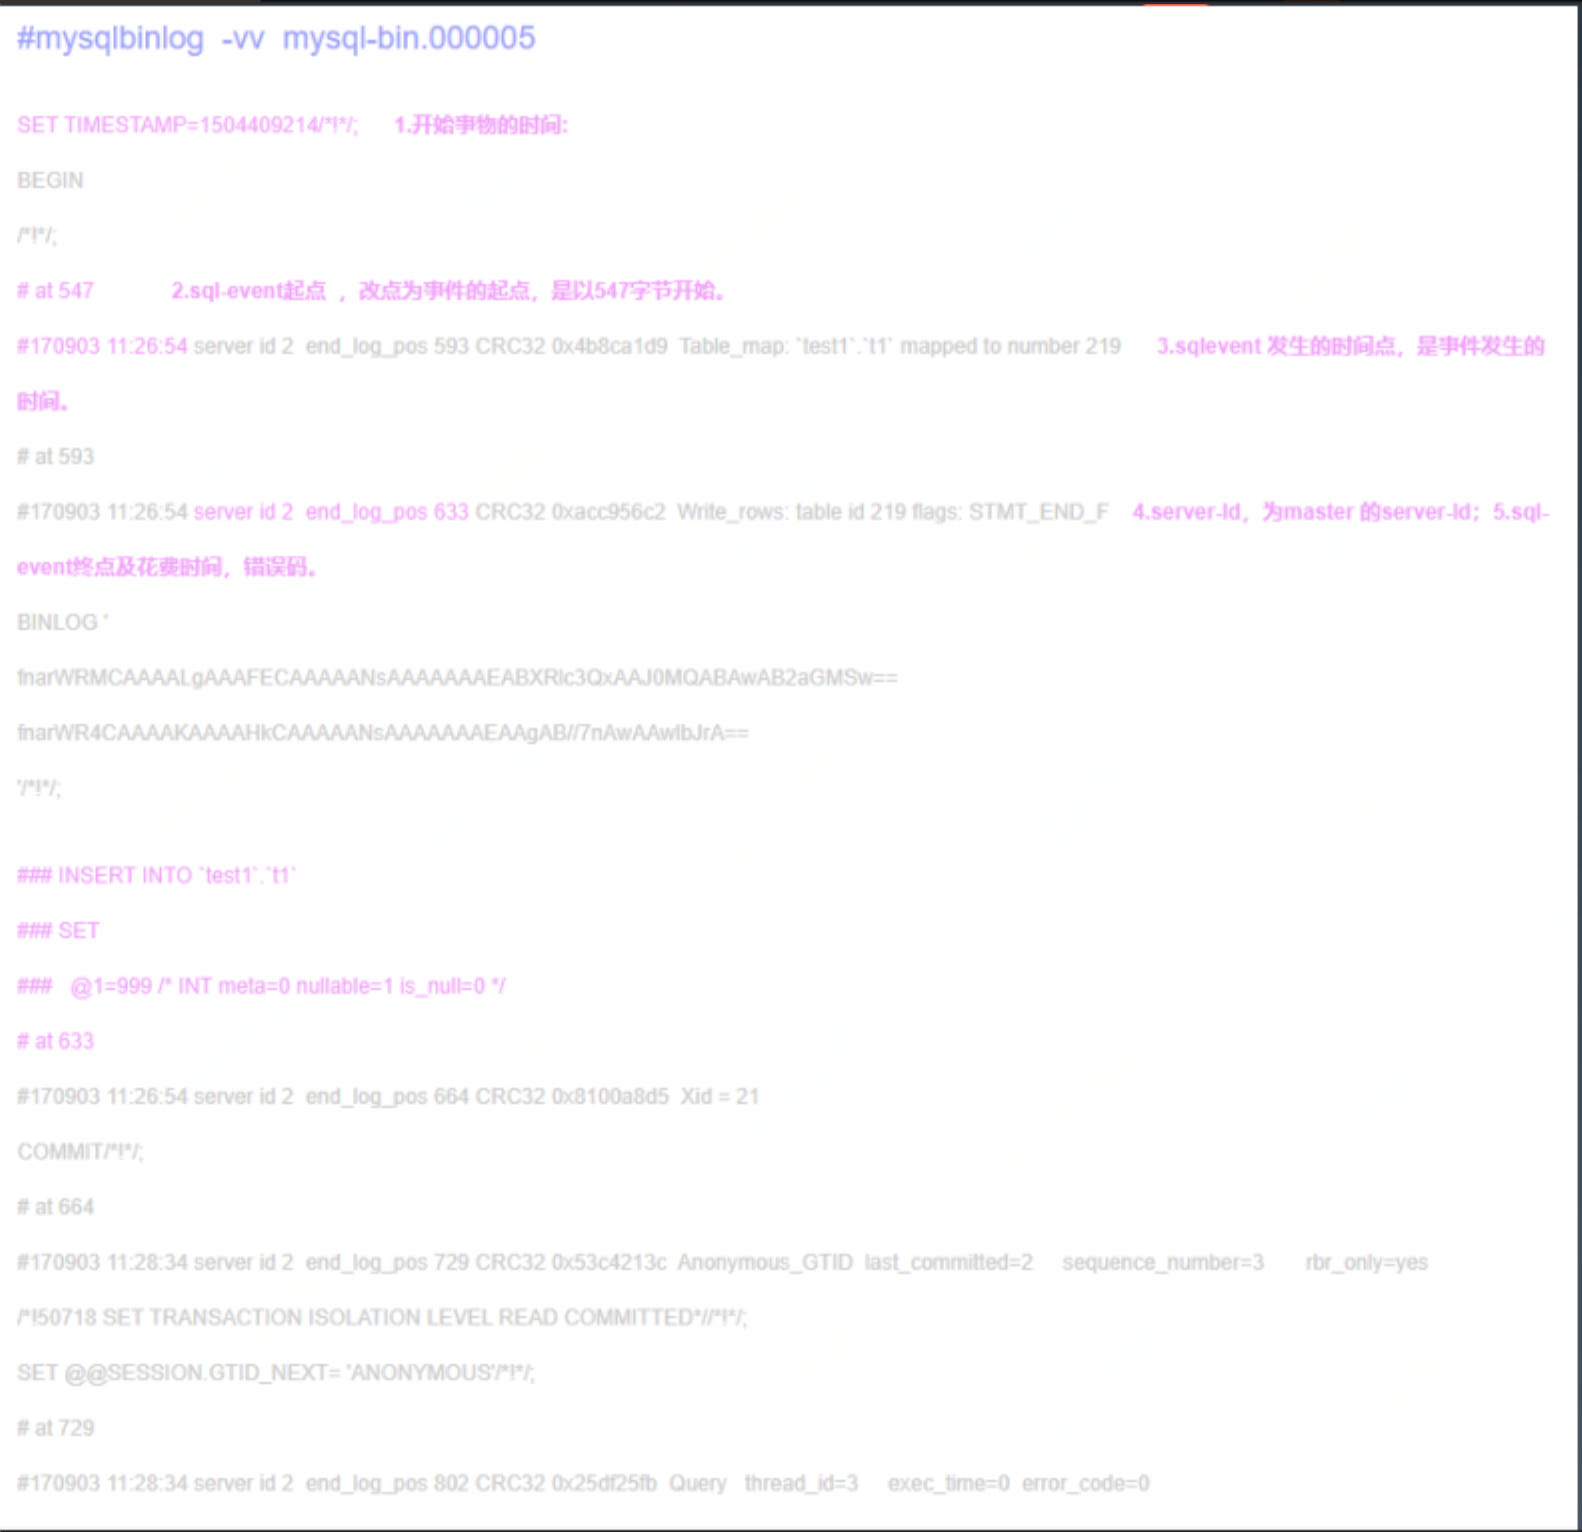 #mysqlbinlog  -vv  mysql-bin.000005
SET TIMESTAMP=1504409214/*!*/;      1.开始事物的时间:
BEGIN
/*!*/;
# at 547             2.sql-event起点 ，改点为事件的起点，是以547字节开始。
#170903 11:26:54 server id 2  end_log_pos 593 CRC32 0x4b8ca1d9  Table_map: `test1`.`t1` mapped to number 219      3.sqlevent 发生的时间点，是事件发生的
时间。
# at 593
#170903 11:26:54 server id 2  end_log_pos 633 CRC32 0xacc956c2  Write_rows: table id 219 flags: STMT_END_F    4.server-Id，为master 的server-Id；5.sql-
event终点及花费时间，错误码。
BINLOG '
fnarWRMCAAAALgAAAFECAAAAANsAAAAAAAEABXRlc3QxAAJ0MQABAwAB2aGMSw==
fnarWR4CAAAAKAAAAHkCAAAAANsAAAAAAAEAAgAB//7nAwAAwlbJrA==
'/*!*/;
### INSERT INTO `test1`.`t1`
### SET
###   @1=999 /* INT meta=0 nullable=1 is_null=0 */
# at 633
#170903 11:26:54 server id 2  end_log_pos 664 CRC32 0x8100a8d5  Xid = 21
COMMIT/*!*/;
# at 664
#170903 11:28:34 server id 2  end_log_pos 729 CRC32 0x53c4213c  Anonymous_GTID  last_committed=2     sequence_number=3       rbr_only=yes
/*!50718 SET TRANSACTION ISOLATION LEVEL READ COMMITTED*//*!*/;
SET @@SESSION.GTID_NEXT= 'ANONYMOUS'/*!*/;
# at 729
#170903 11:28:34 server id 2  end_log_pos 802 CRC32 0x25df25fb  Query   thread_id=3     exec_time=0  error_code=0